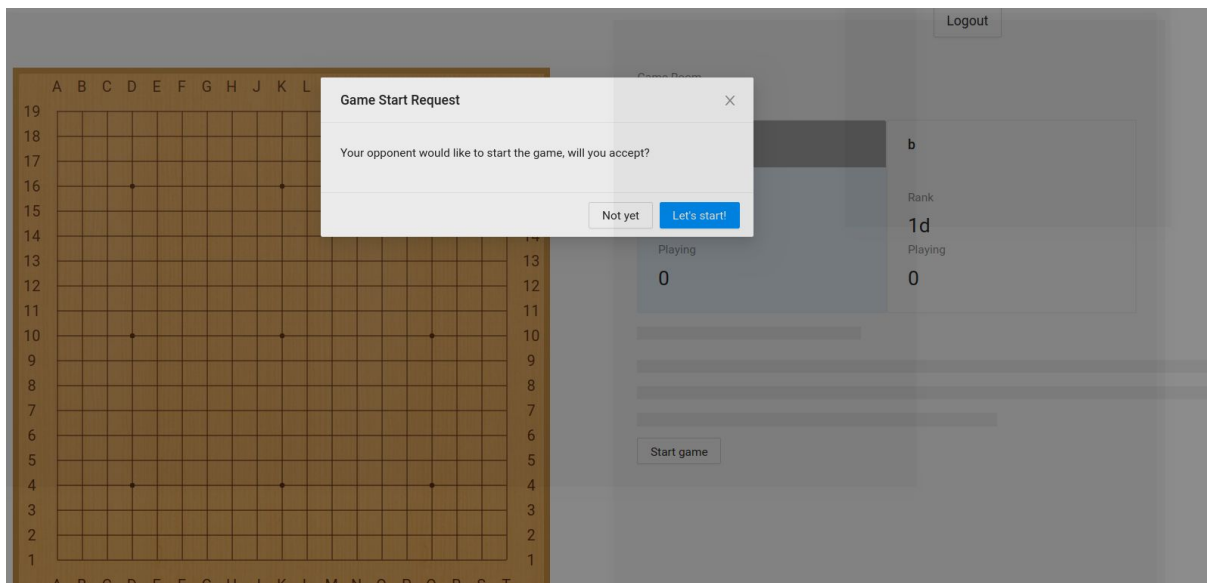 Logout
Game Room
A B C D E F G H J K L
Game Start Request
Your opponent would like to start the game, will you accept?
Not yet
Let's start!
b
Rank
1d
Playing
0
Playing
0
19
18
17
16
15
14 14
13 13
12 12
11 11
10 10
9 9
8 8
7 7
6 6
5 5
4 4
3 3
2 2
1 1
Start game
A B C D E F G H J K L M N O P Q R S T